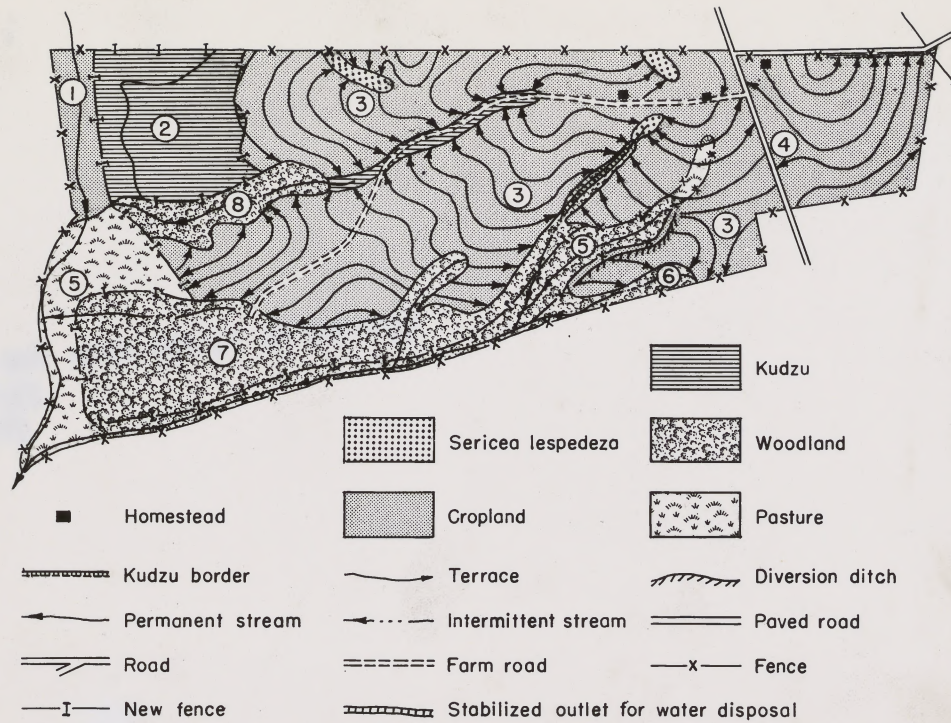 1
2
3
4
3
3
8
5
5
6
7
Kudzu
Sericea lespedeza
Woodland
Homestead
Cropland
Pasture
Kudzu border
Terrace
Diversion ditch
Permanent stream
Intermittent stream
Paved road
Road
Farm road
Fence
New fence
Stabilized outlet for water disposal